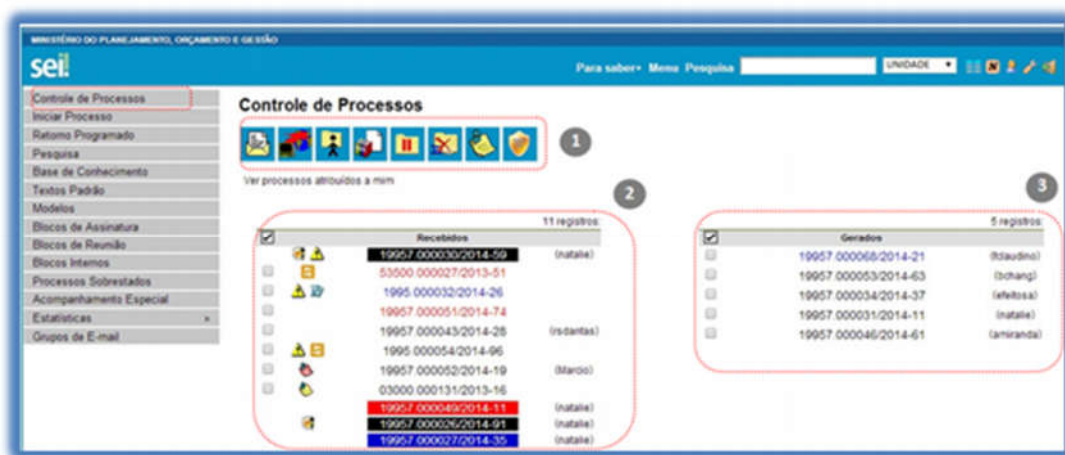 MINISTÉRIO DO PLANEJAMENTO, ORÇAMENTO E GESTÃO
sei!
Para saber+ Menu Pesquisa UNIDADE
Controle de Processos
Iniciar Processo
Retorno Programado
Pesquisa
Base de Conhecimento
Textos Padrão
Modelos
Blocos de Assinatura
Blocos de Reunião
Blocos Internos
Processos Sobrestados
Acompanhamento Especial
Estatísticas
Grupos de E-mail
Controle de Processos
1
Ver processos atribuídos a mim
2
11 registros:
Recebidos
19957.000030/2014-59 (natalie)
53500.000027/2013-51
1995.000032/2014-26
19957.000051/2014-74
19957.000043/2014-28 (rsdantas)
1995.000054/2014-96
19957.000052/2014-19 (Marcio)
03000.000131/2013-16
19957.000049/2014-11 (natalie)
19957.000026/2014-91 (natalie)
19957.000027/2014-35 (natalie)
3
5 registros:
Gerados
19957.000068/2014-21 (fclaudino)
19957.000053/2014-63 (bchang)
19957.000034/2014-37 (efeitosa)
19957.000031/2014-11 (natalie)
19957.000046/2014-61 (amiranda)